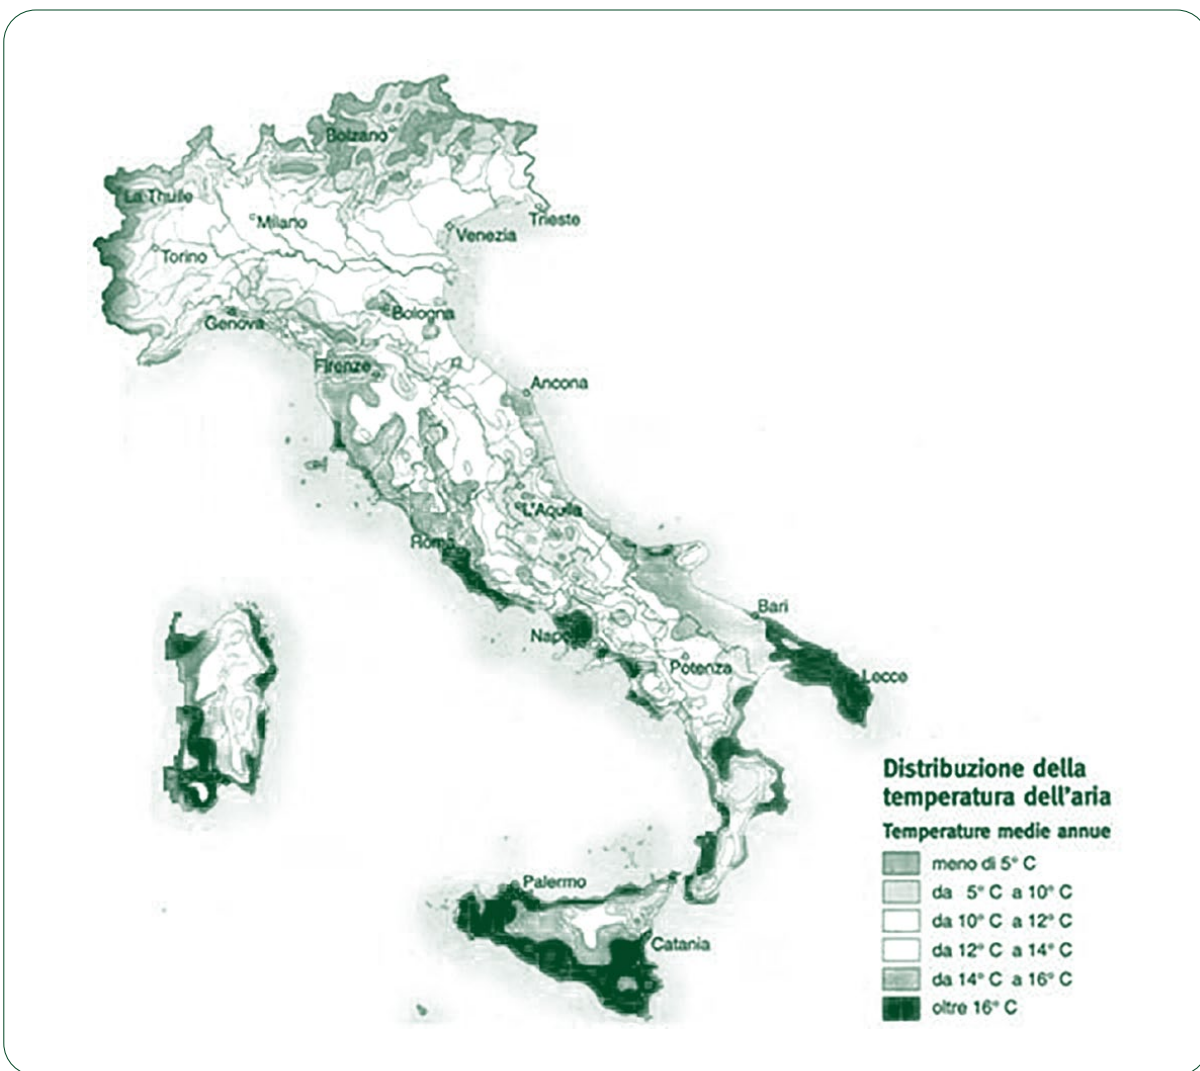 Bolzano
La Thuile
Milano
Trieste
Venezia
Torino
Bologna
Genova
Firenze
Ancona
L'Aquila
Roma
Bari
Napoli
Potenza
Lecce
Distribuzione della
temperatura dell'aria
Temperature medie annue
meno di 5° C
da 5° C a 10° C
da 10° C a 12° C
da 12° C a 14° C
da 14° C a 16° C
oltre 16° C
Palermo
Catania